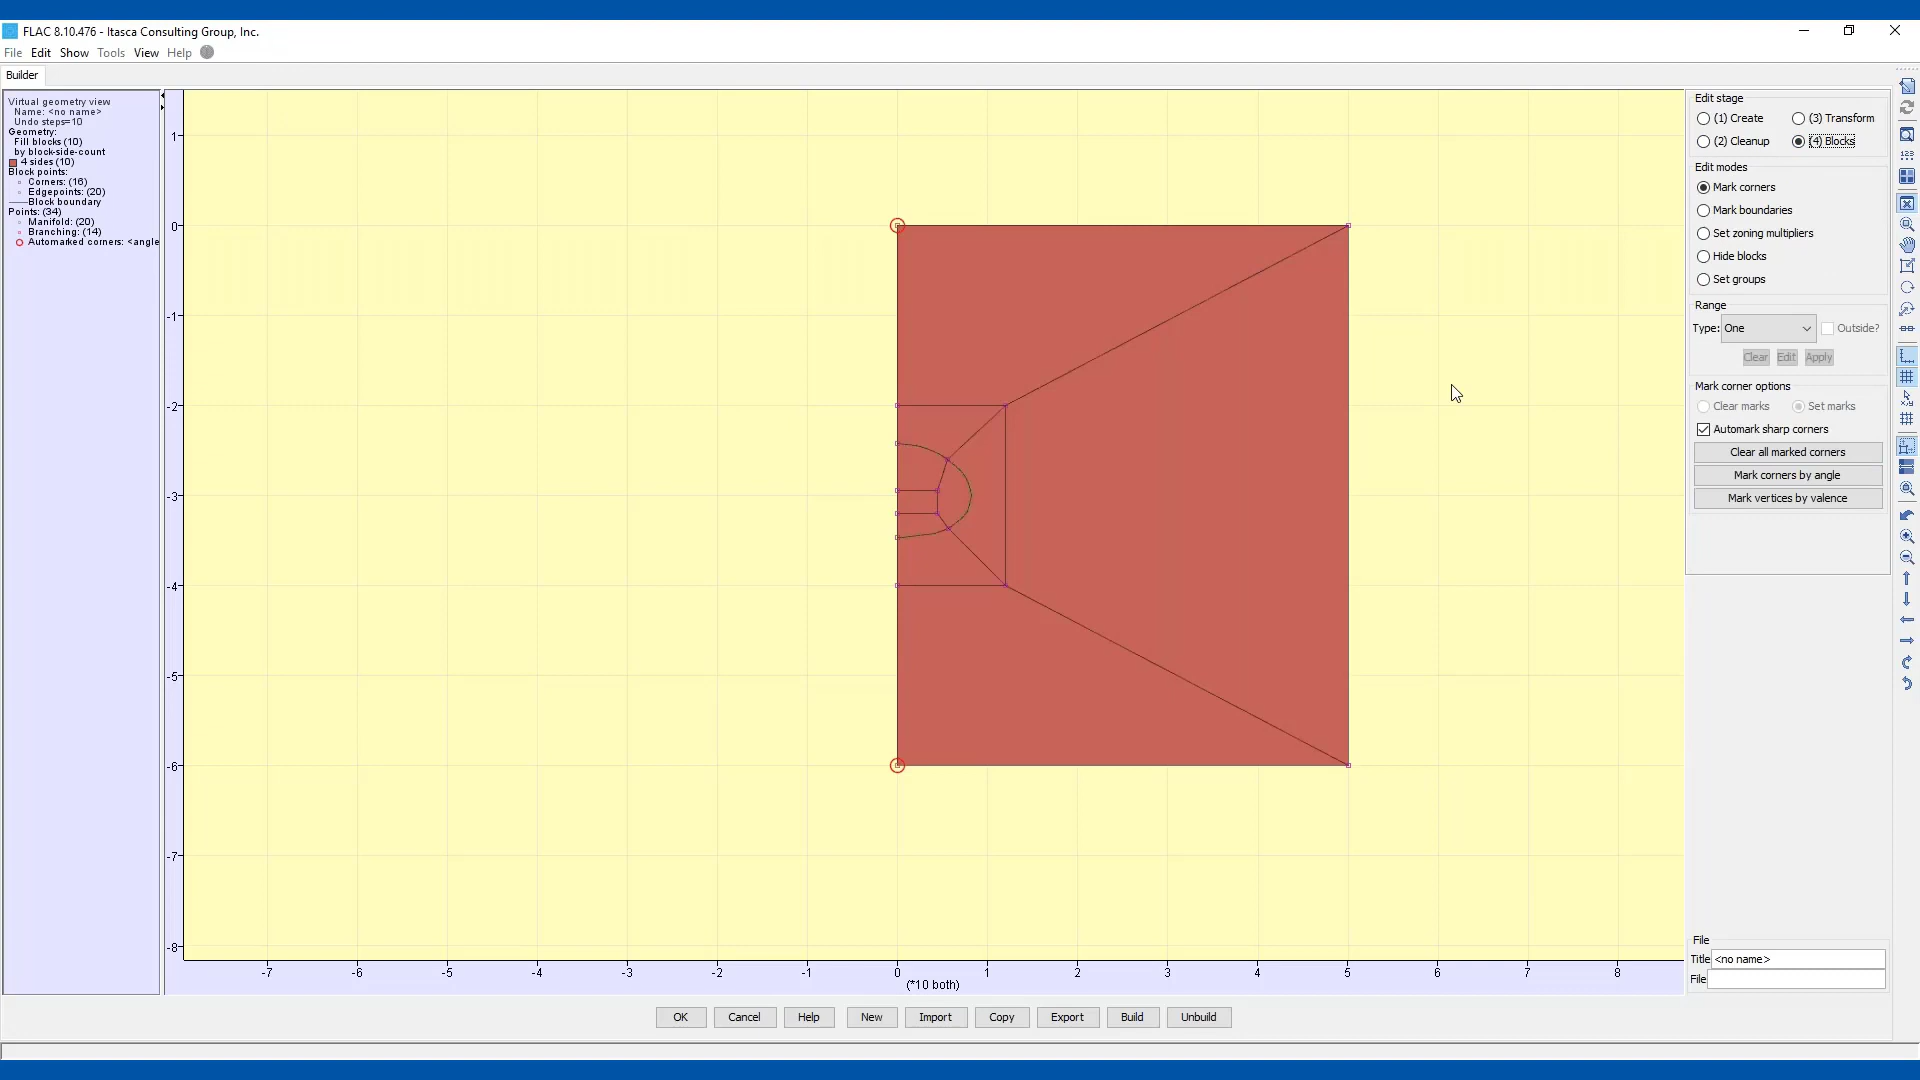 FLAC 8.10.476 - Itasca Consulting Group, Inc.
File Edit Show Tools View Help
Builder
Virtual geometry view
Name: <no name>
Undo steps=10
Geometry:
Fill blocks (10)
by block-side-count
4 sides (10)
Block points:
Corners: (16)
Edgepoints: (20)
Block boundary
Points: (34)
Manifold: (20)
Branching: (14)
Automarked corners: <angle
1
0
-1
-2
-3
-4
-5
-6
-7
-8
-7 -6 -5 -4 -3 -2 -1 0 1 2 3 4 5 6 7 8
(*10 both)
Edit stage
(1) Create (3) Transform
(2) Cleanup (4) Blocks
Edit modes
Mark corners
Mark boundaries
Set zoning multipliers
Hide blocks
Set groups
Range
Type: One Outside?
Clear Edit Apply
Mark corner options
Clear marks Set marks
Automark sharp corners
Clear all marked corners
Mark corners by angle
Mark vertices by valence
File
Title <no name>
File
123
OK Cancel Help New Import Copy Export Build Unbuild